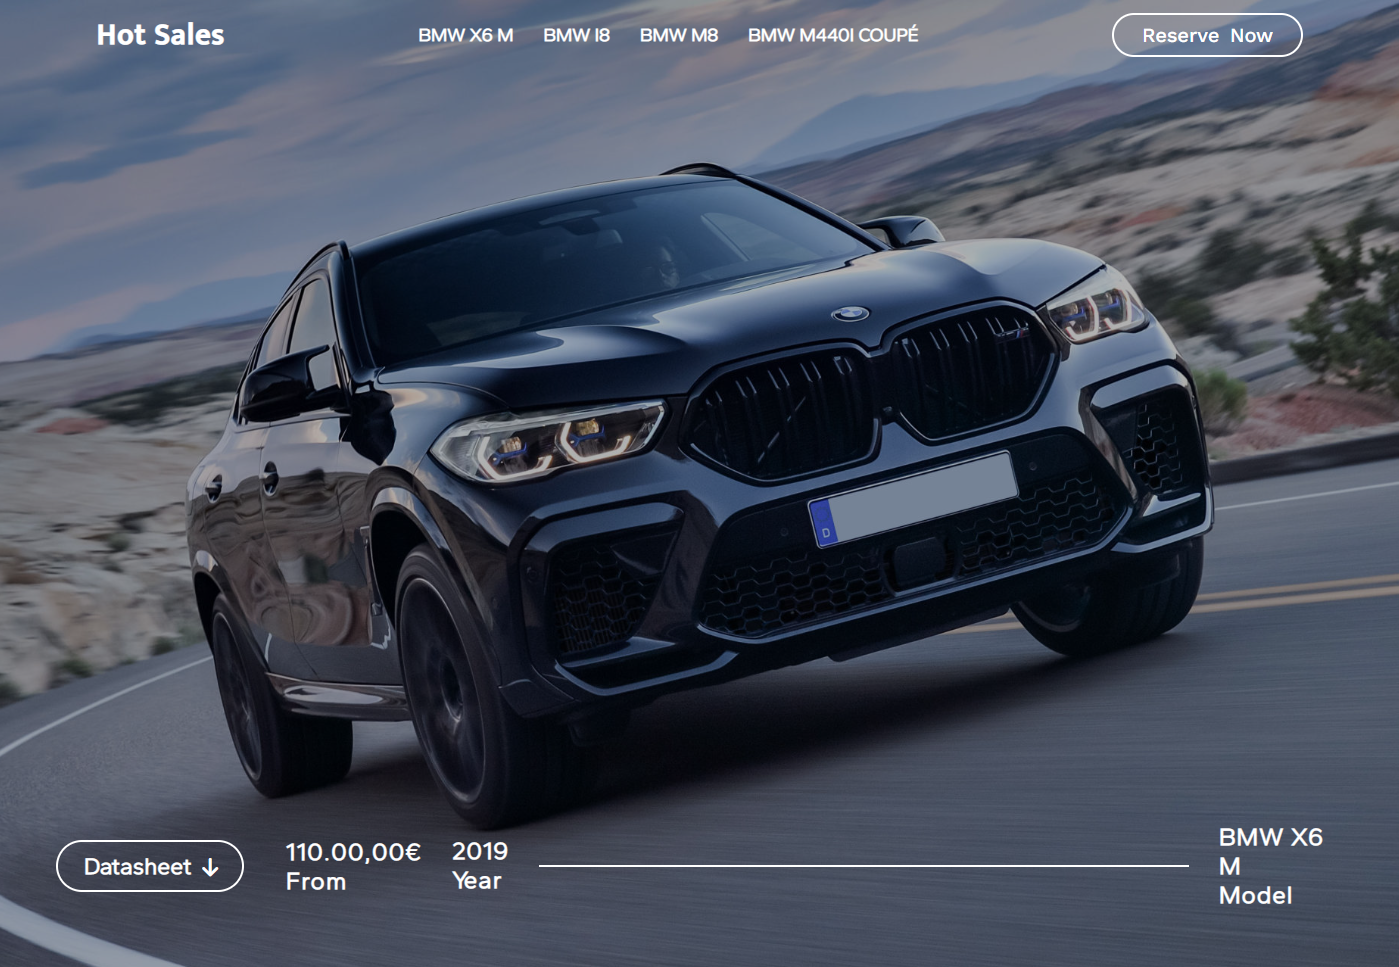 Hot Sales
BMW X6 M
BMW I8
BMW M8
BMW M440I COUPÉ
Reserve Now
D
Datasheet ↓
110.00,00€
From
2019
Year
BMW X6
M
Model